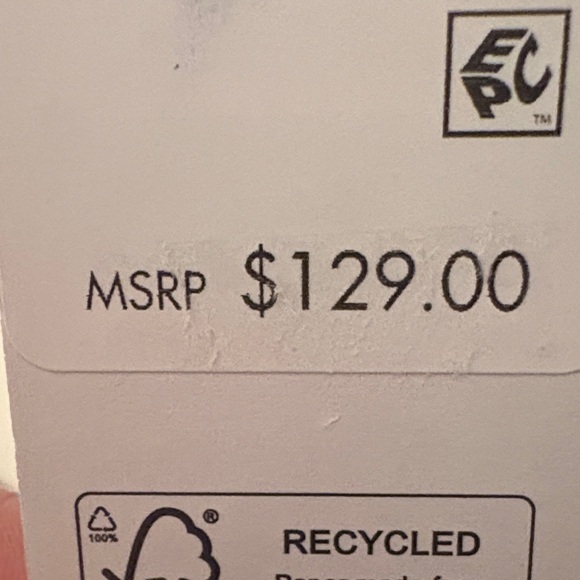 EPC
TM
MSRP $129.00
®
100%
RECYCLED